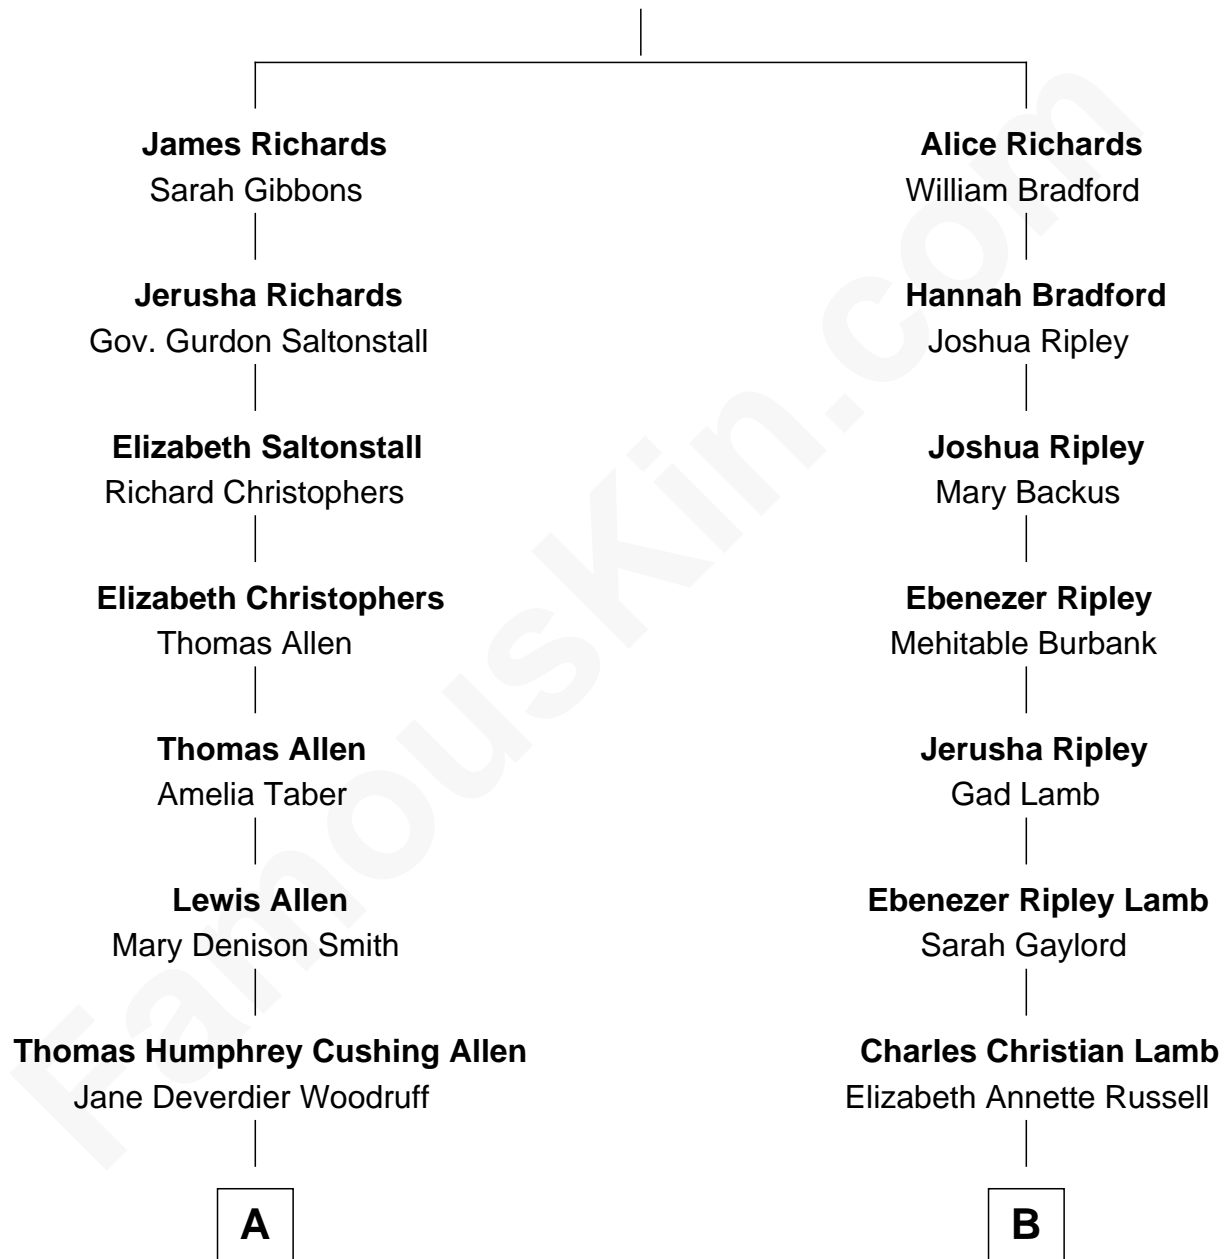 James Richards
Sarah Gibbons
Jerusha Richards
Gov. Gurdon Saltonstall
Elizabeth Saltonstall
Richard Christophers
Elizabeth Christophers
Thomas Allen
Thomas Allen
Amelia Taber
Lewis Allen
Mary Denison Smith
Thomas Humphrey Cushing Allen
Jane Deverdier Woodruff
A
Alice Richards
William Bradford
Hannah Bradford
Joshua Ripley
Joshua Ripley
Mary Backus
Ebenezer Ripley
Mehitable Burbank
Jerusha Ripley
Gad Lamb
Ebenezer Ripley Lamb
Sarah Gaylord
Charles Christian Lamb
Elizabeth Annette Russell
B
FamousKin.com